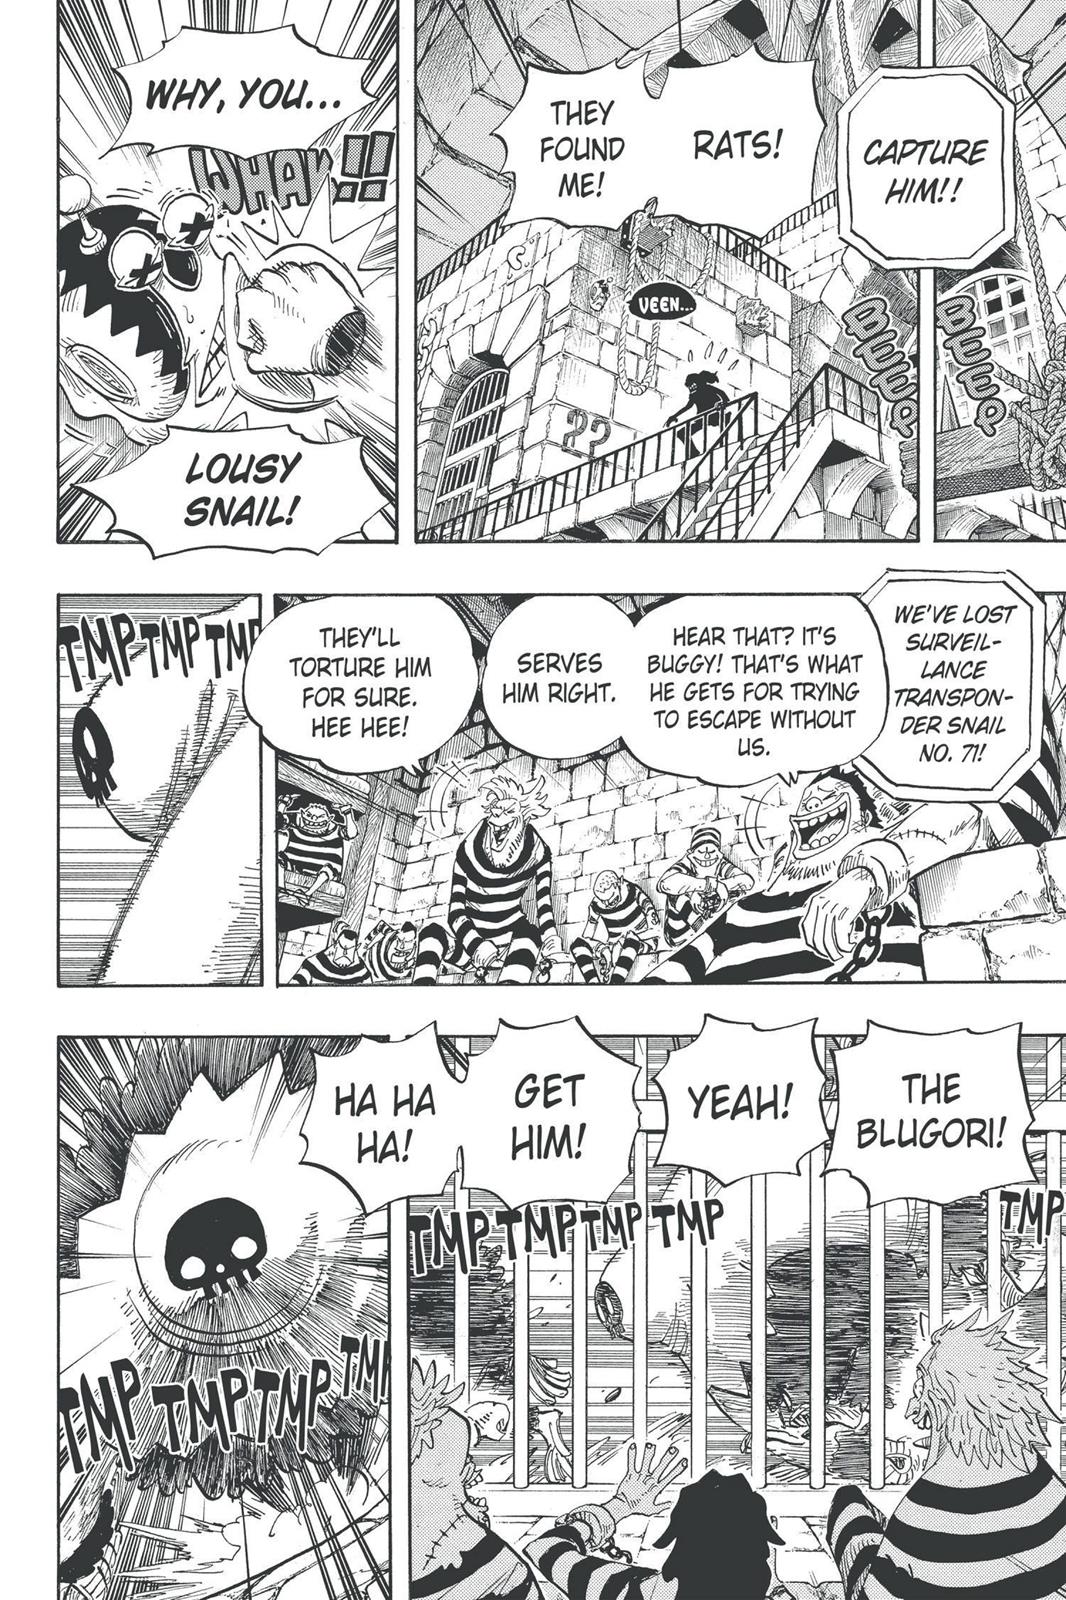 CAPTURE
HIM!!
BEEP
BEEP
RATS!
THEY
FOUND
ME!
VEEN...
WHY, YOU...
WHAK!!
LOUSY
SNAIL!
WE'VE LOST
SURVEIL-
LANCE
TRANSPON-
DER SNAIL
NO. 71!
HEAR THAT? IT'S
BUGGY! THAT'S WHAT
HE GETS FOR TRYING
TO ESCAPE WITHOUT
US.
SERVES
HIM RIGHT.
THEY'LL
TORTURE HIM
FOR SURE.
HEE HEE!
TMP TMP TMP
THE
BLUGORI!
YEAH!
GET
HIM!
HA HA
HA!
TMP
TMP TMP TMP TMP
TMP TMP TMP TMP